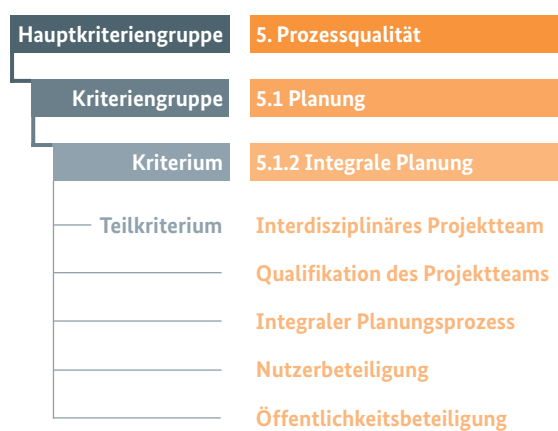 Hauptkriteriengruppe 5. Prozessqualität
Kriteriengruppe 5.1 Planung
Kriterium 5.1.2 Integrale Planung
Teilkriterium Interdisziplinäres Projektteam
Qualifikation des Projektteams
Integraler Planungsprozess
Nutzerbeteiligung
Öffentlichkeitsbeteiligung